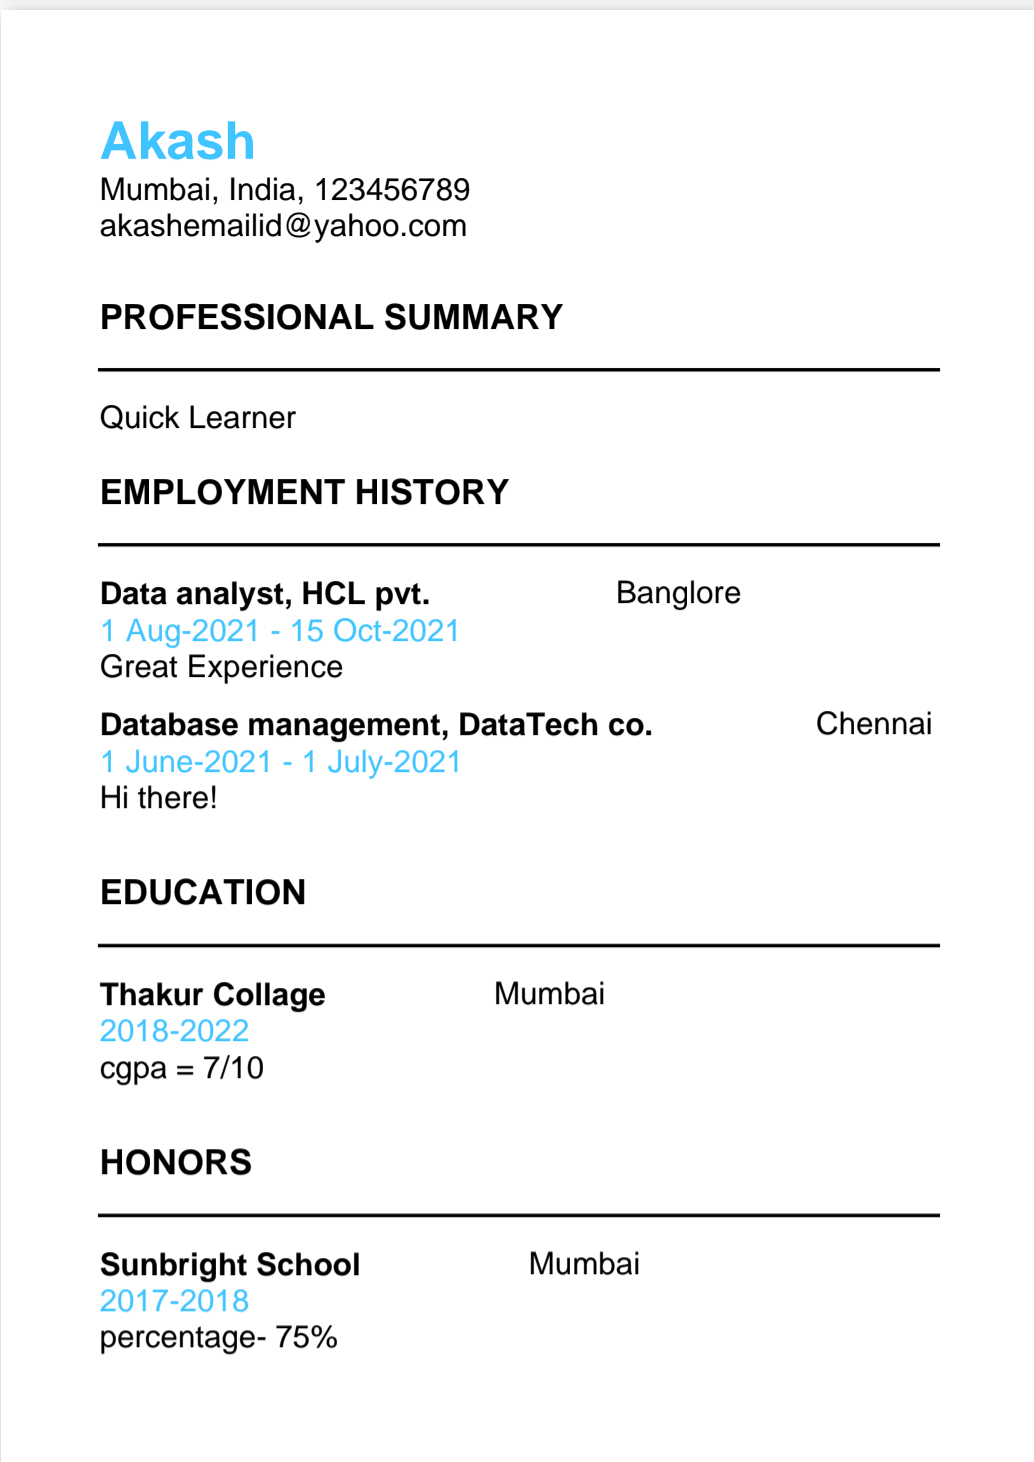 Akash
Mumbai, India, 123456789
akashemailid@yahoo.com
PROFESSIONAL SUMMARY
Quick Learner
EMPLOYMENT HISTORY
Data analyst, HCL pvt. Banglore
1 Aug-2021 - 15 Oct-2021
Great Experience
Database management, DataTech co. Chennai
1 June-2021 - 1 July-2021
Hi there!
EDUCATION
Thakur Collage Mumbai
2018-2022
cgpa = 7/10
HONORS
Sunbright School Mumbai
2017-2018
percentage- 75%